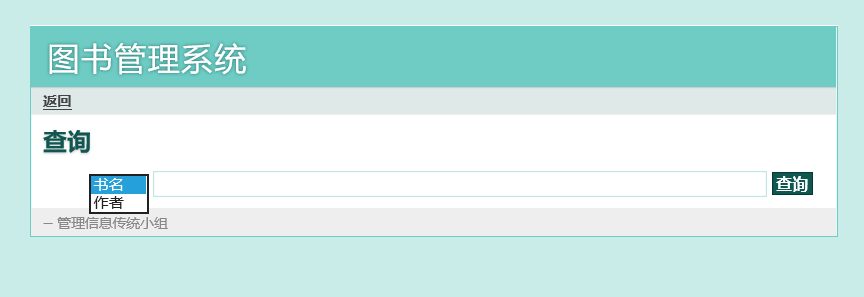 图书管理系统
返回
查询
书名
查询
作者
– 管理信息传统小组